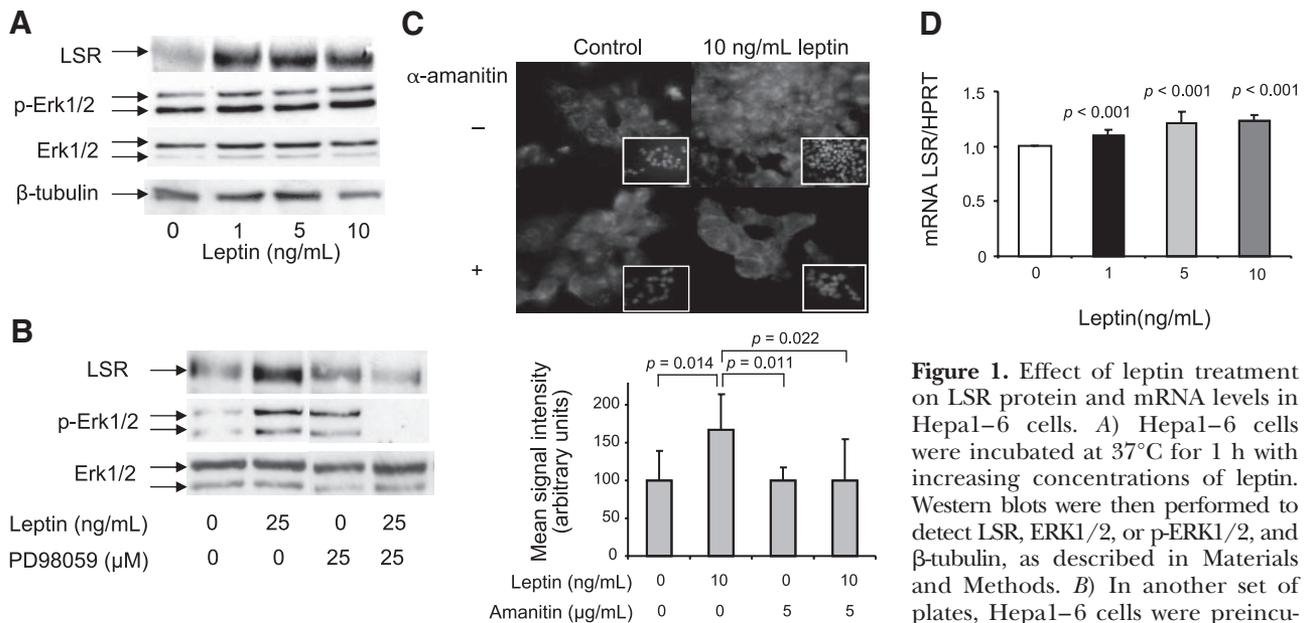 A
LSR
p-Erk1/2
Erk1/2
β-tubulin
0 1 5 10
Leptin (ng/mL)
B
LSR
p-Erk1/2
Erk1/2
Leptin (ng/mL) 0 25 0 25
PD98059 (μM) 0 0 25 25
C
Control 10 ng/mL leptin
α-amanitin
–
+
p = 0.022
p = 0.014 p = 0.011
Mean signal intensity
(arbitrary units)
200
150
100
50
0
Leptin (ng/mL) 0 10 0 10
Amanitin (μg/mL) 0 0 5 5
D
mRNA LSR/HPRT
1.5
1.0
0.5
0
p < 0.001 p < 0.001 p < 0.001
0 1 5 10
Leptin(ng/mL)
Figure 1. Effect of leptin treatment
on LSR protein and mRNA levels in
Hepa1–6 cells. A) Hepa1–6 cells
were incubated at 37°C for 1 h with
increasing concentrations of leptin.
Western blots were then performed to
detect LSR, ERK1/2, or p-ERK1/2, and
β-tubulin, as described in Materials
and Methods. B) In another set of
plates, Hepa1–6 cells were preincu-